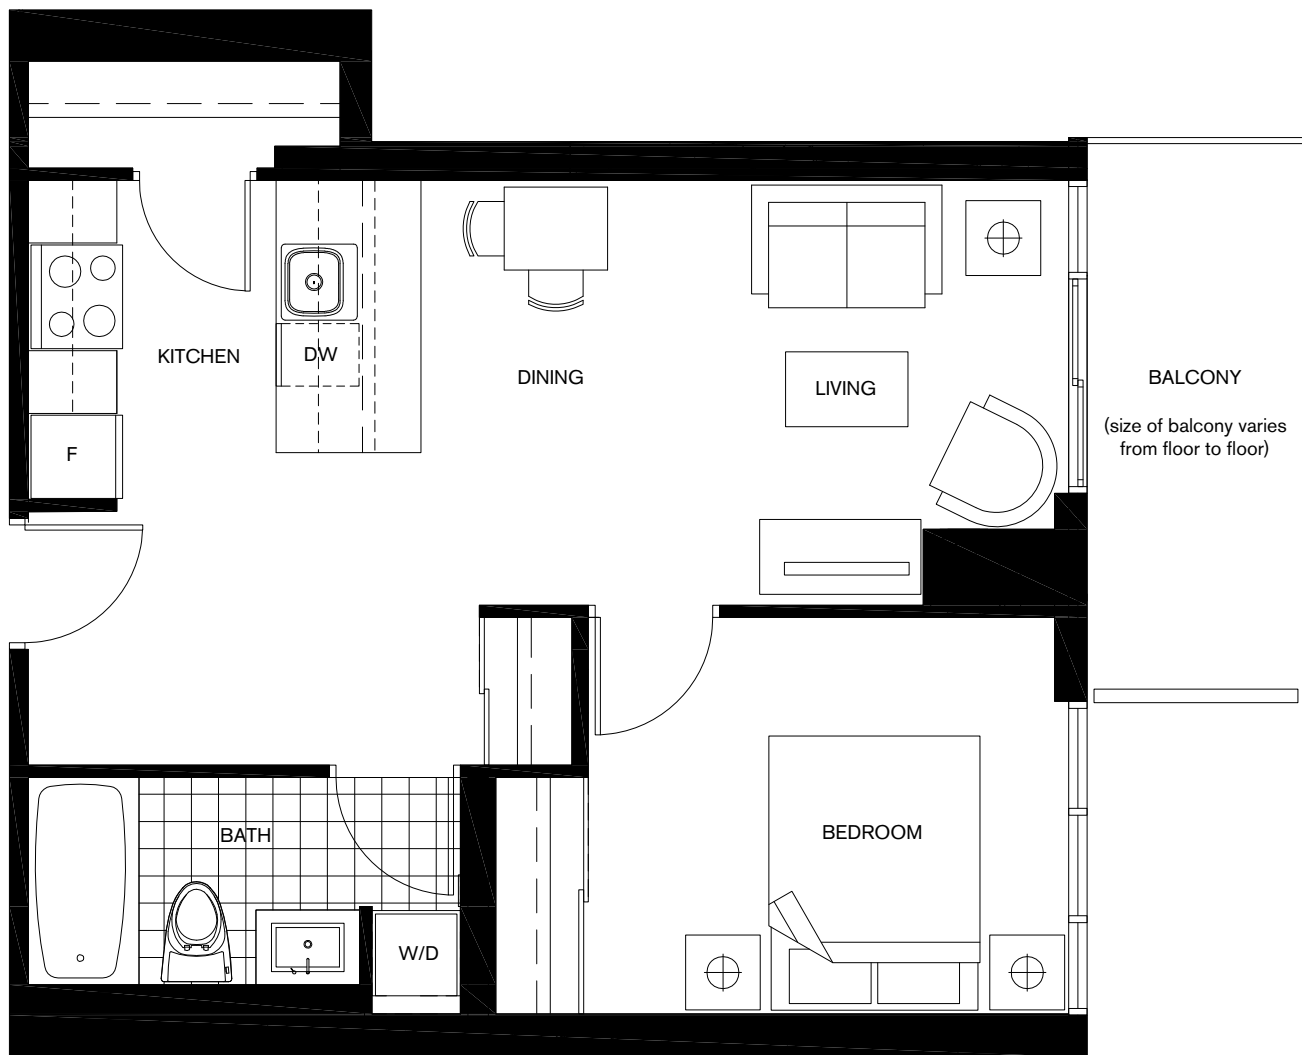 KITCHEN
DW
DINING
LIVING
BALCONY
(size of balcony varies
from floor to floor)
F
BATH
BEDROOM
W/D